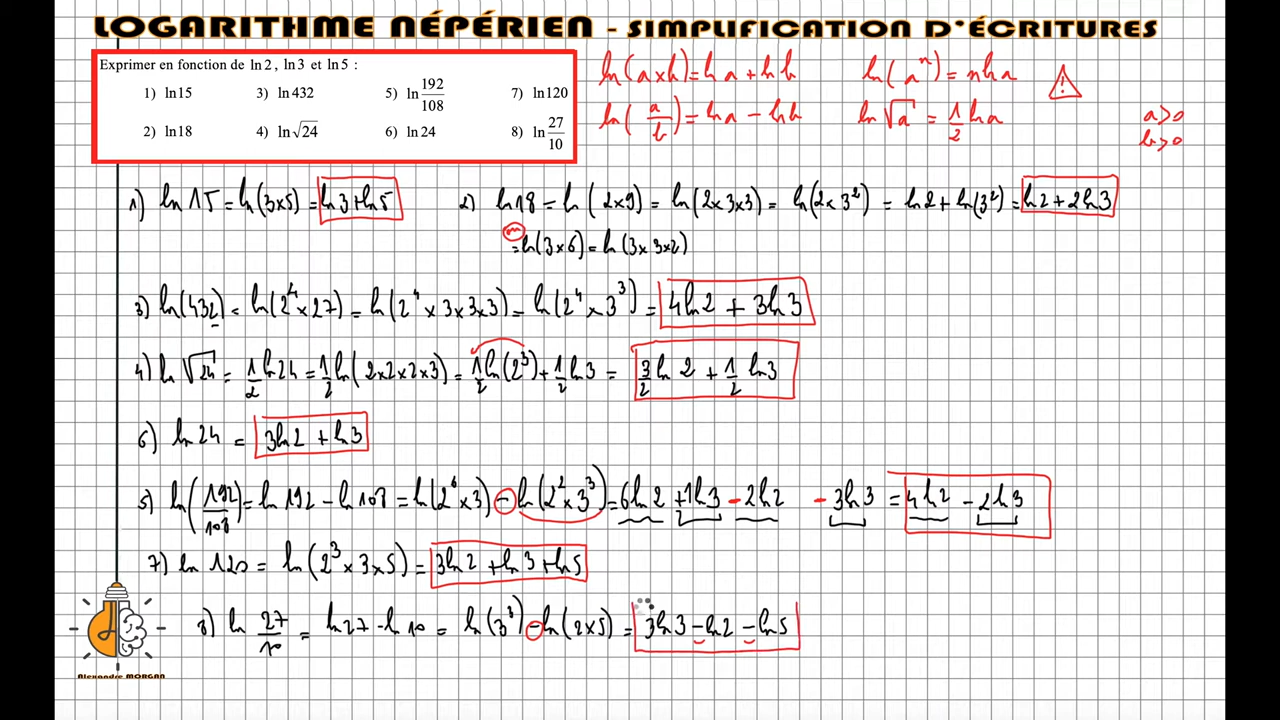 LOGARITHME NÉPÉRIEN - SIMPLIFICATION D'ÉCRITURES
Exprimer en fonction de ln 2 , ln 3 et ln 5 :
1) ln15 3) ln 432 5) ln 192/108 7) ln120
2) ln18 4) ln√24 6) ln 24 8) ln 27/10
ln(a×b)=ln a + ln b ln(aⁿ)=n ln a !
ln(a/b)=ln a - ln b ln √a = 1/2 ln a a>0
b>0
1) ln 15 = ln(3×5) = ln 3 + ln 5 2) ln 18 = ln(2×9) = ln(2×3×3) = ln(2×3²) = ln 2 + ln(3²) = ln 2 + 2 ln 3
ou = ln(3×6) = ln(3×3×2)
3) ln(432) = ln(2⁴×27) = ln(2⁴×3×3×3) = ln(2⁴×3³) = 4 ln 2 + 3 ln 3
4) ln √24 = 1/2 ln 24 = 1/2 ln(2×2×2×3) = 1/2 ln(2³) + 1/2 ln 3 = 3/2 ln 2 + 1/2 ln 3
6) ln 24 = 3 ln 2 + ln 3
5) ln(192/108) = ln 192 - ln 108 = ln(2⁶×3) - ln(2²×3³) = 6 ln 2 + 1 ln 3 - 2 ln 2 - 3 ln 3 = 4 ln 2 - 2 ln 3
7) ln 120 = ln(2³×3×5) = 3 ln 2 + ln 3 + ln 5
8) ln 27/10 = ln 27 - ln 10 = ln(3³) - ln(2×5) = 3 ln 3 - ln 2 - ln 5
Alexandre MORGAN